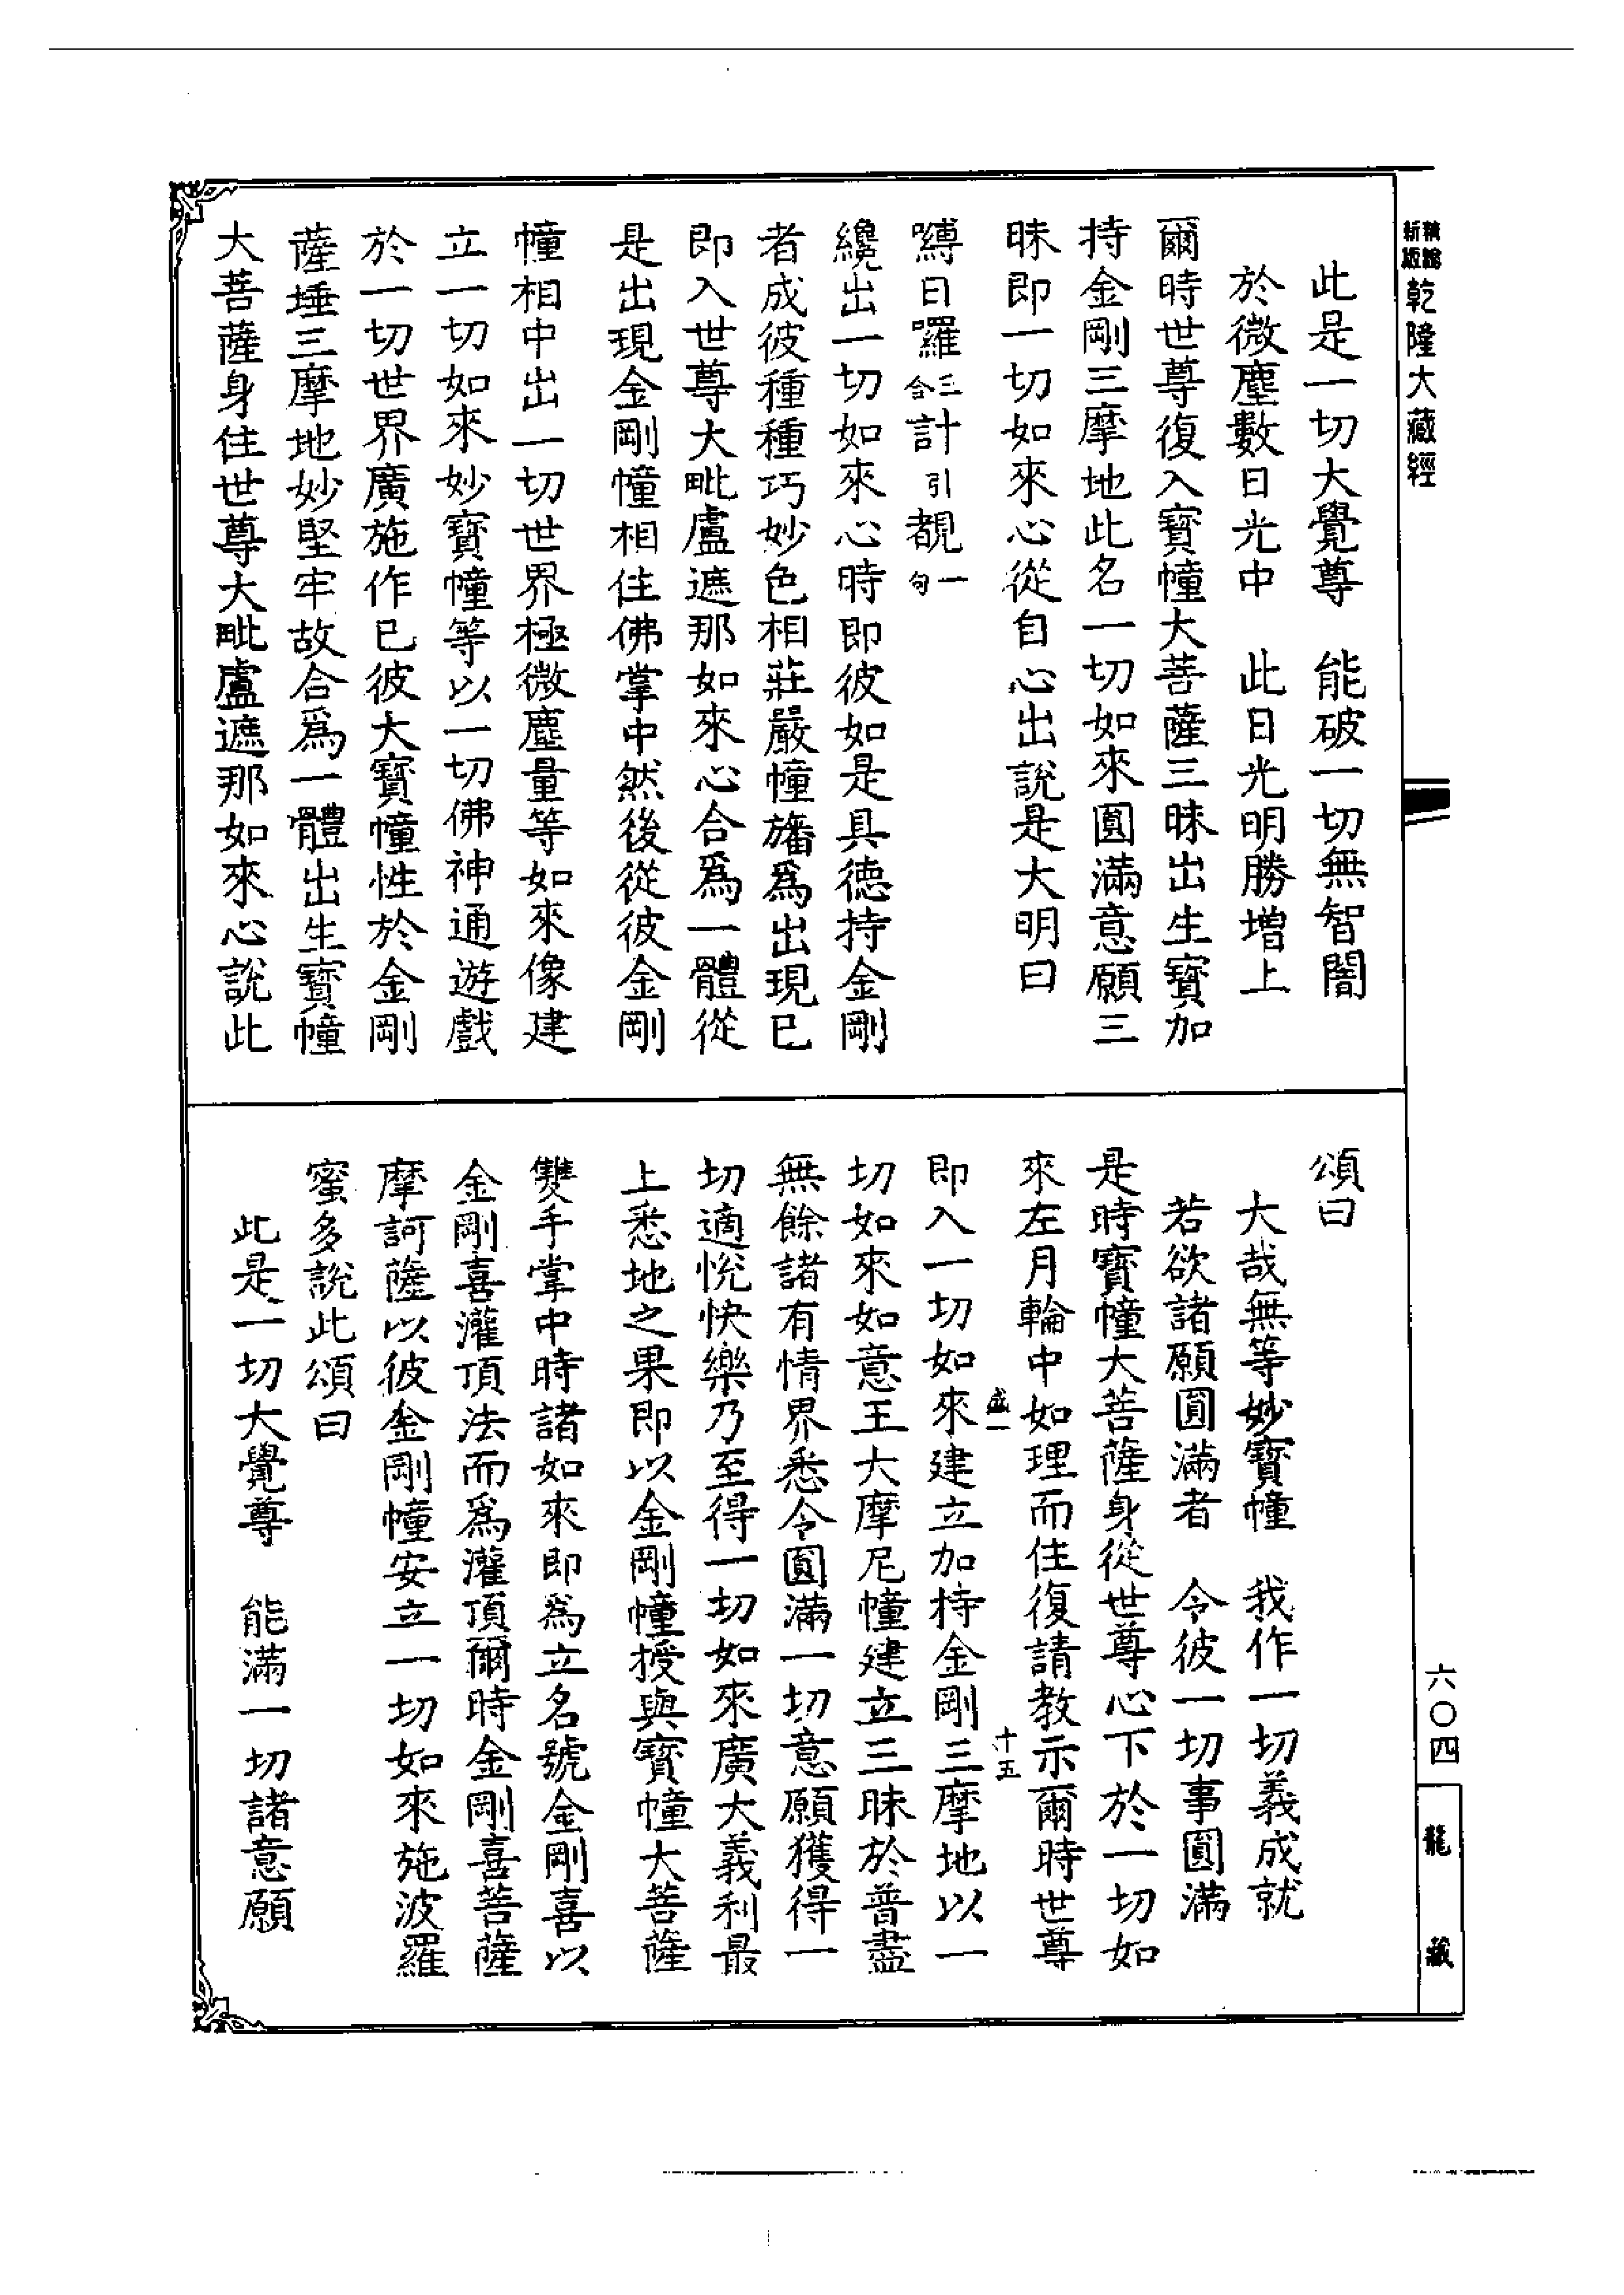 新版
乾隆大藏經
此是一切大覺尊　能破一切無智闇
於微塵數日光中　此日光明勝增上
爾時世尊復入寶幢大菩薩三昧出生寶加
持金剛三摩地此名一切如來圓滿意願三
昧即一切如來心從自心出說是大明曰
嚩日囉三合計引覩一句
纔出一切如來心時即彼如是具德持金剛
者成彼種種巧妙色相莊嚴幢旛爲出現已
即入世尊大毗盧遮那如來心合爲一體從
是出現金剛幢相住佛掌中然後從彼金剛
幢相中出一切世界極微塵量等如來像建
立一切如來妙寶幢等以一切佛神通遊戲
於一切世界廣施作已彼大寶幢性於金剛
薩埵三摩地妙堅牢故合爲一體出生寶幢
大菩薩身住世尊大毗盧遮那如來心說此
頌曰
大哉無等妙寶幢　我作一切義成就
若欲諸願圓滿者　令彼一切事圓滿
是時寶幢大菩薩身從世尊心下於一切如
來左月輪中如理而住復請教示爾時世尊
盛一　十五
即入一切如來建立加持金剛三摩地以一
切如來如意王大摩尼幢建立三昧於普盡
無餘諸有情界悉令圓滿一切意願獲得一
切適悅快樂乃至得一切如來廣大義利最
上悉地之果即以金剛幢授與寶幢大菩薩
雙手掌中時諸如來即爲立名號金剛喜以
金剛喜灌頂法而爲灌頂爾時金剛喜菩薩
摩訶薩以彼金剛幢安立一切如來施波羅
蜜多說此頌曰
此是一切大覺尊　能滿一切諸意願
六〇四
龍藏